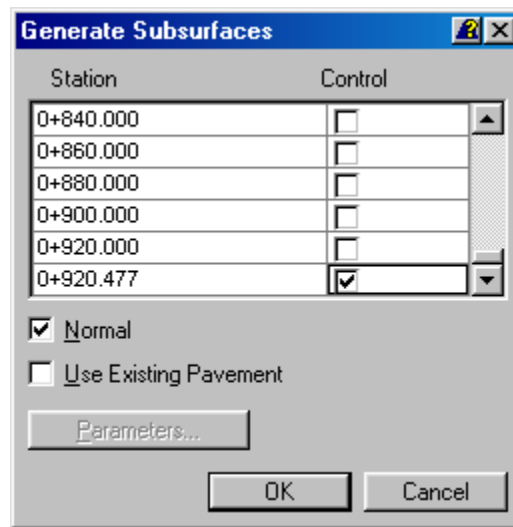 Generate Subsurfaces
Station Control
0+840.000
0+860.000
0+880.000
0+900.000
0+920.000
0+920.477
Normal
Use Existing Pavement
Parameters...
OK Cancel